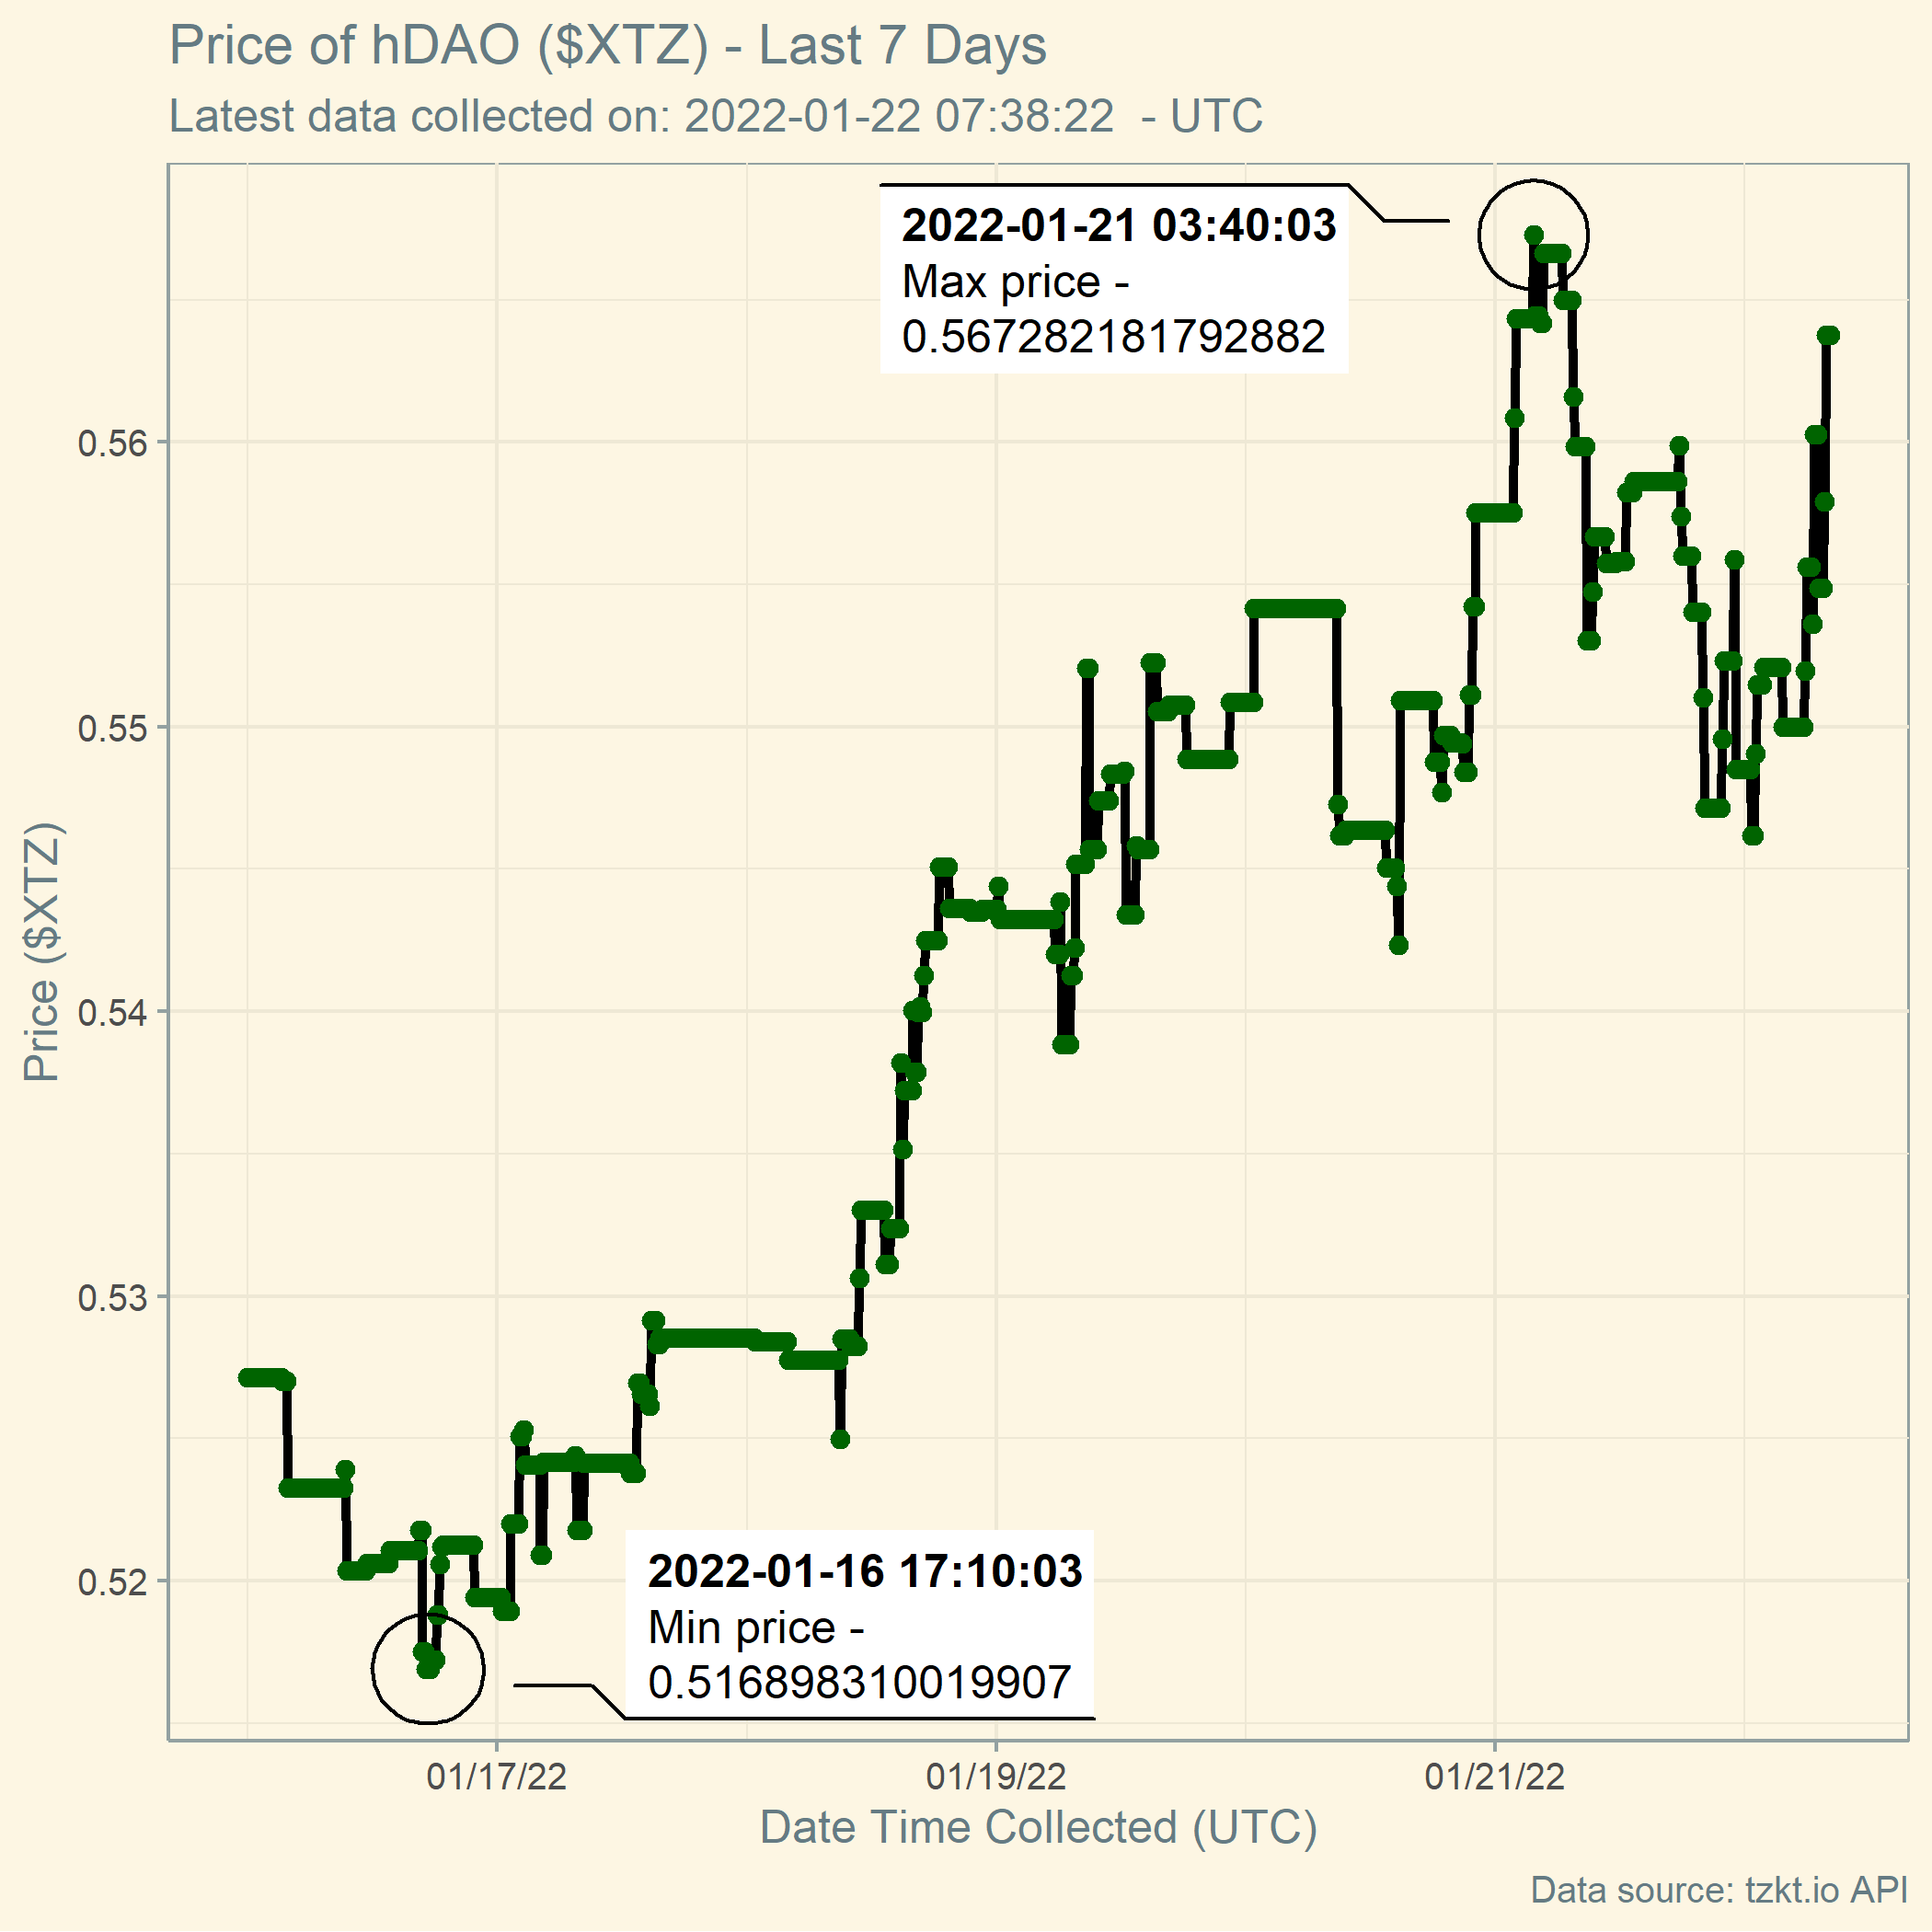 Price of hDAO ($XTZ) - Last 7 Days
Latest data collected on: 2022-01-22 07:38:22  - UTC
2022-01-21 03:40:03
Max price -
0.567282181792882
0.56
0.55
0.54
0.53
0.52
Price ($XTZ)
2022-01-16 17:10:03
Min price -
0.516898310019907
01/17/22
01/19/22
01/21/22
Date Time Collected (UTC)
Data source: tzkt.io API